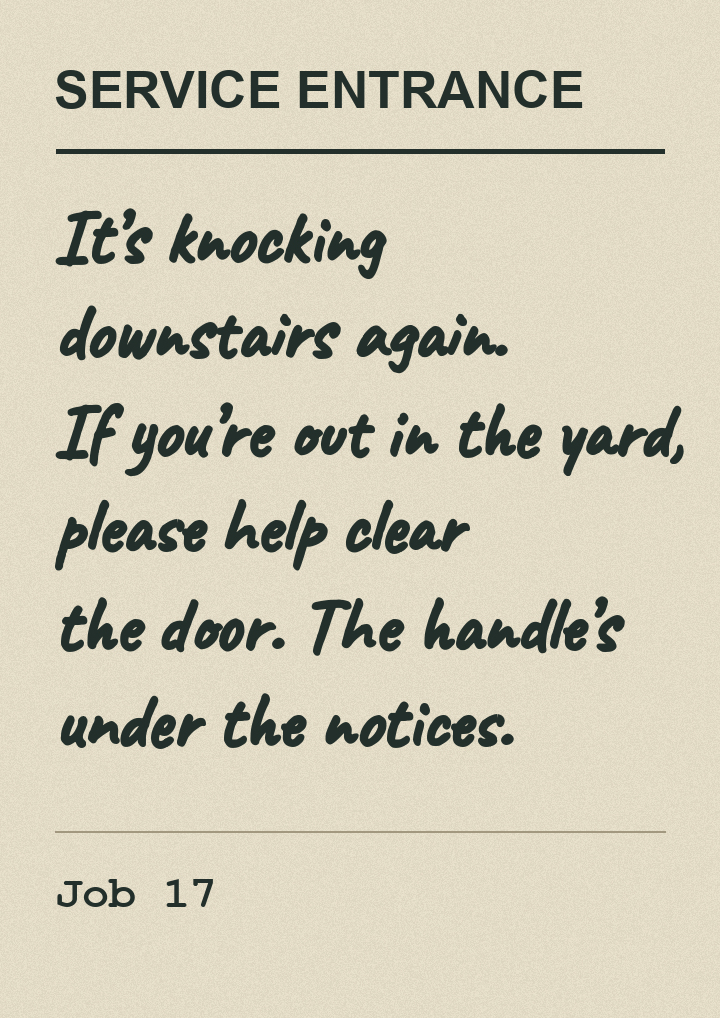 SERVICE ENTRANCE
It’s knocking
downstairs again.
If you’re out in the yard,
please help clear
the door. The handle’s
under the notices.
Job 17